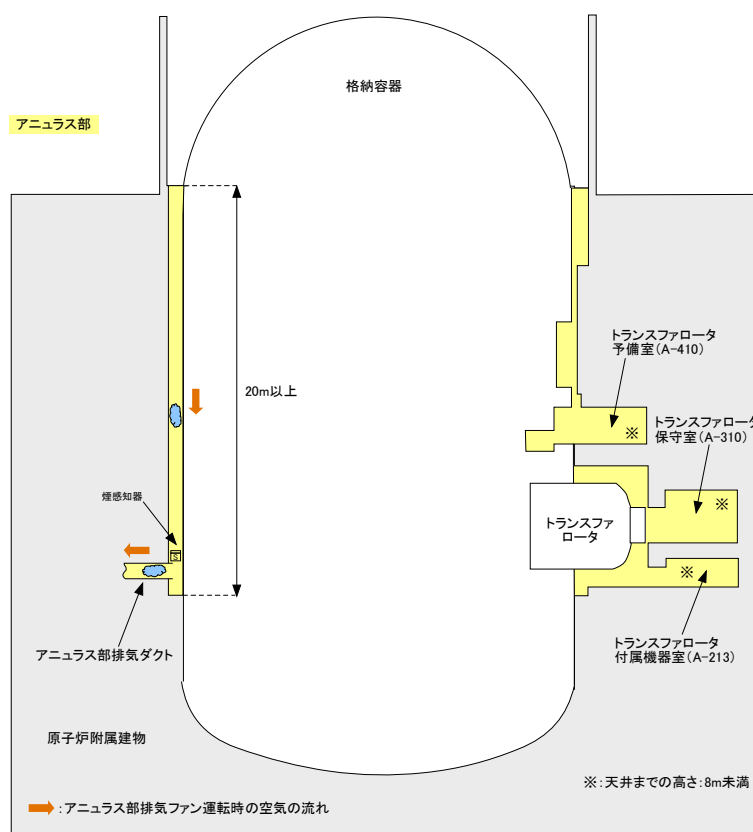 格納容器
アニュラス部
トランスファロータ
予備室(A-410)
※
20m以上
トランスファロータ
保守室(A-310)
※
煙感知器
S
トランスファ
ロータ
※
アニュラス部排気ダクト
トランスファロータ
付属機器室(A-213)
原子炉附属建物
※:天井までの高さ:8m未満
:アニュラス部排気ファン運転時の空気の流れ